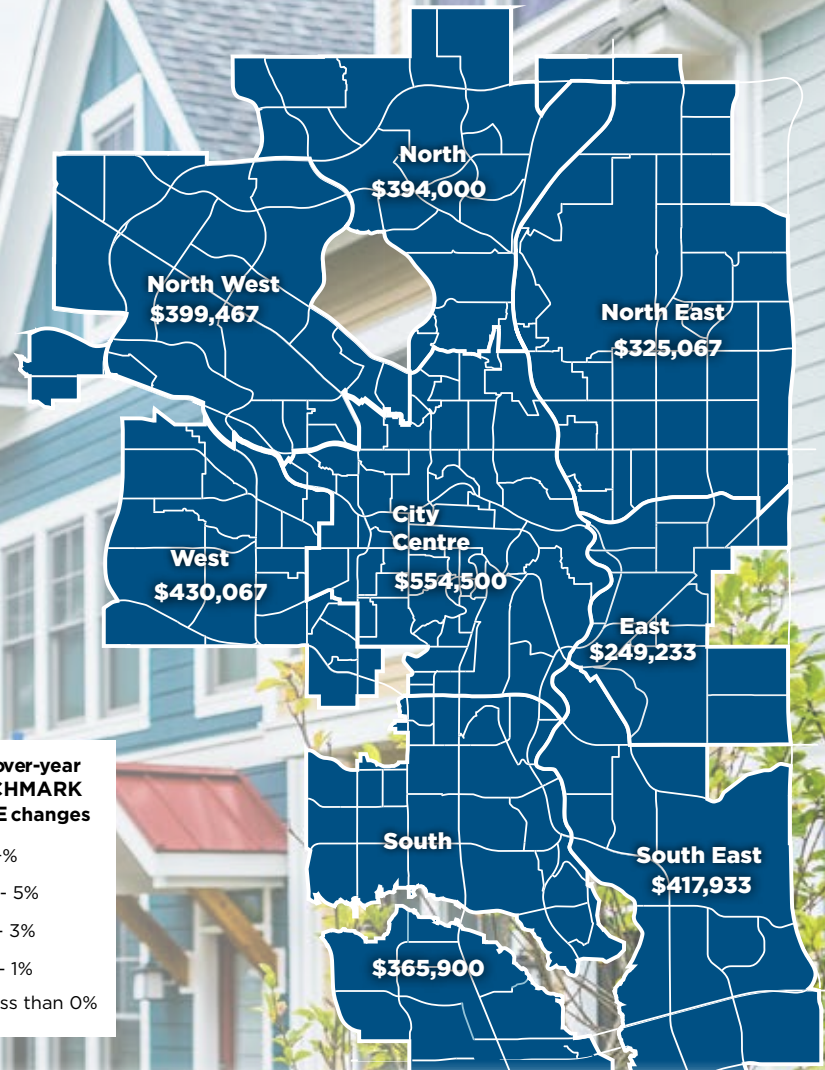 North
$394,000
North West
$399,467
North East
$325,067
City
Centre
$554,500
West
$430,067
East
$249,233
South
$365,900
South East
$417,933
over-year
CHMARK
E changes
%
- 5%
- 3%
- 1%
ss than 0%